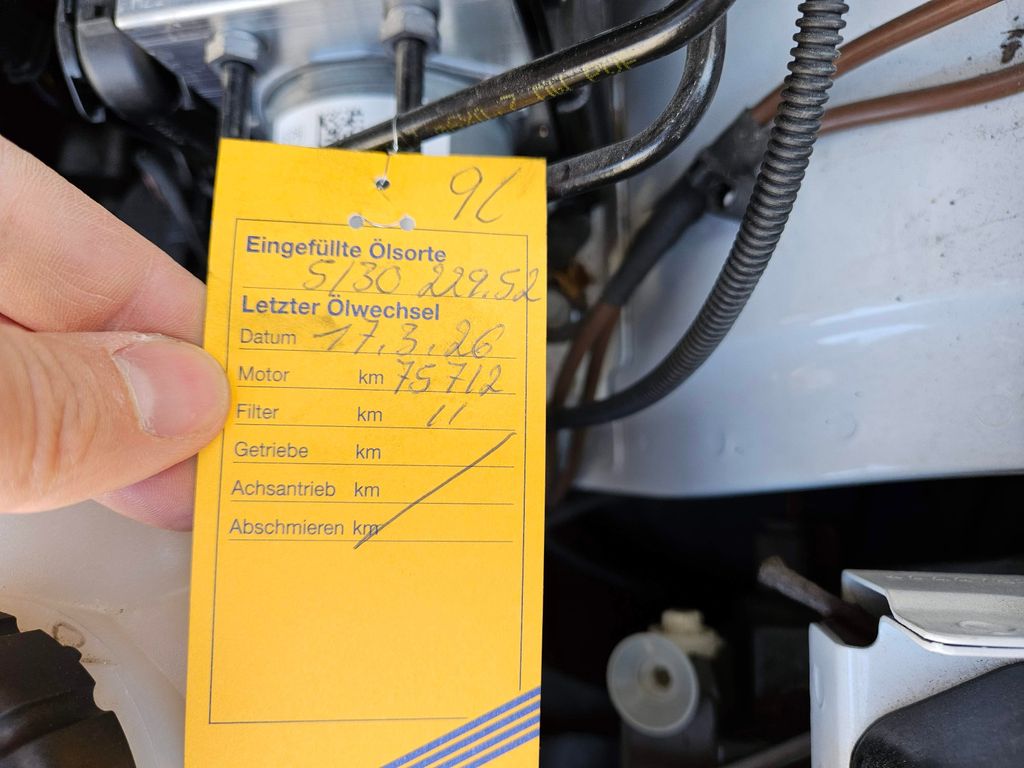 9L
Eingefüllte Ölsorte
5/30 229.52
Letzter Ölwechsel
Datum 17.3.26
Motor km 75712
Filter km 11
Getriebe km
Achsantrieb km
Abschmieren km